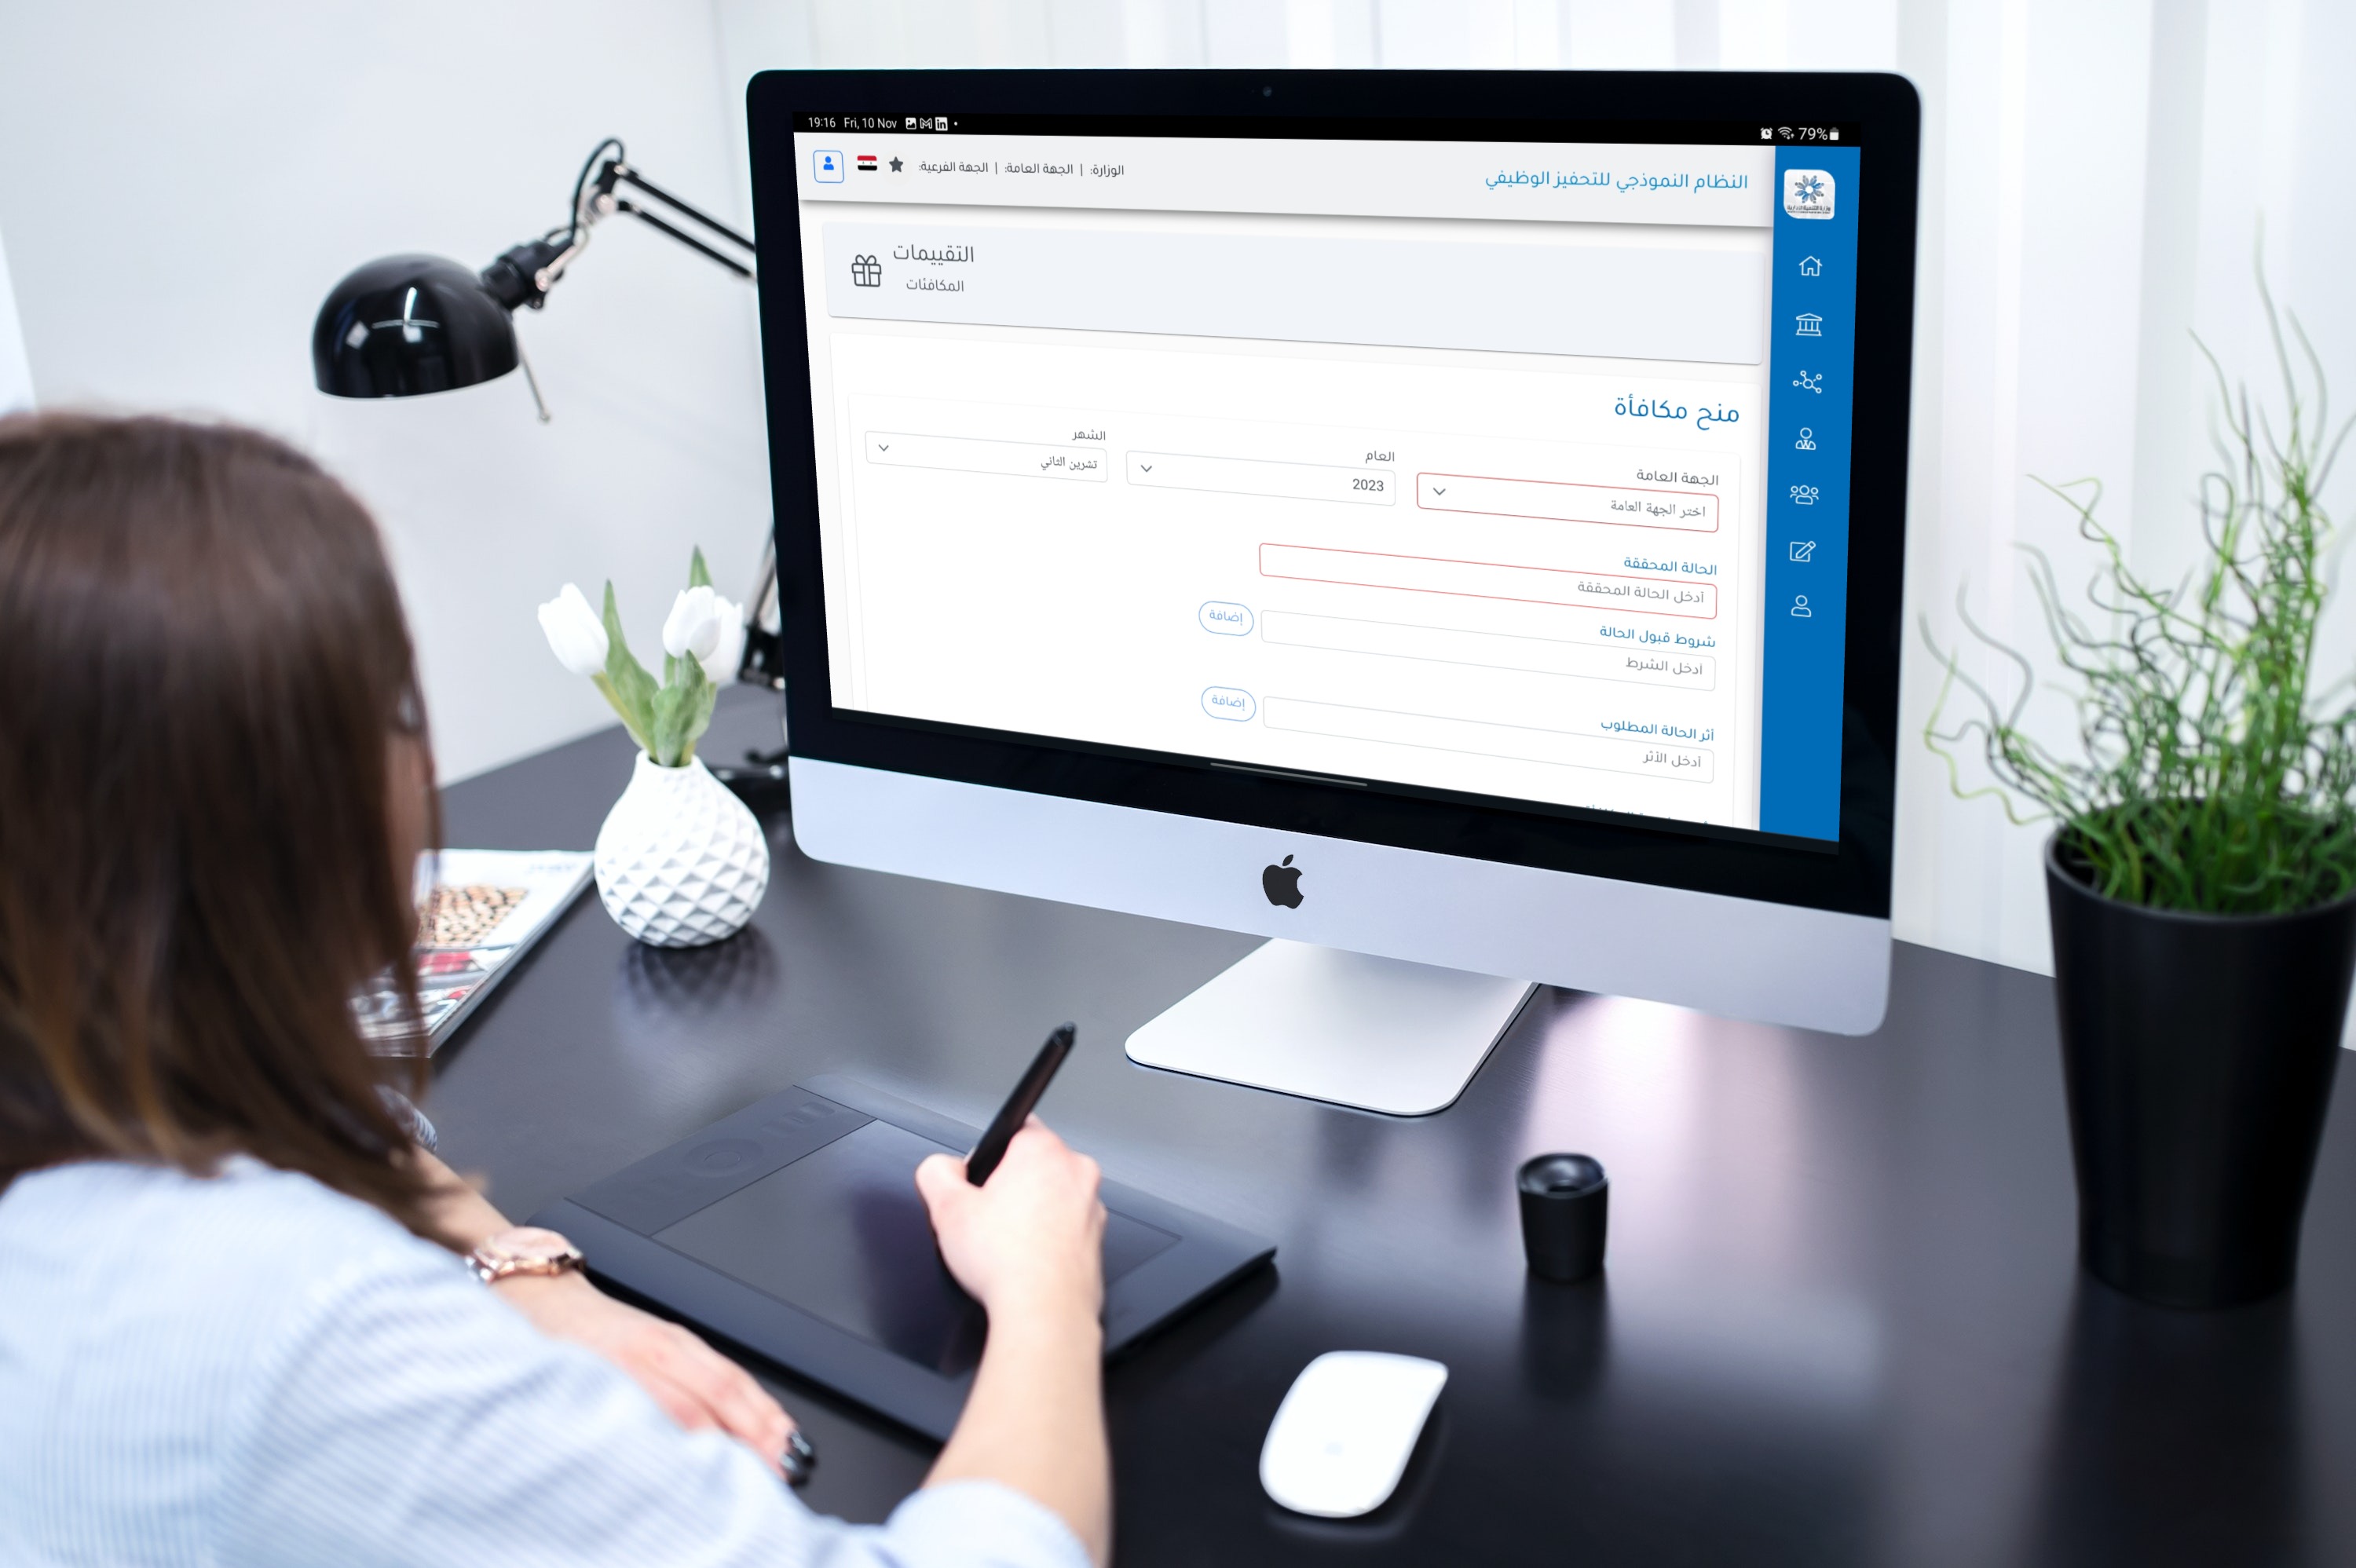 19:16 Fri, 10 Nov
79%
النظام النموذجي للتحفيز الوظيفي
الوزارة: | الجهة العامة: | الجهة الفرعية:
التقييمات
المكافئات
منح مكافأة
الجهة العامة
اختر الجهة العامة
العام
2023
الشهر
تشرين الثاني
الحالة المحققة
أدخل الحالة المحققة
شروط قبول الحالة
أدخل الشرط
إضافة
أثر الحالة المطلوب
أدخل الأثر
إضافة